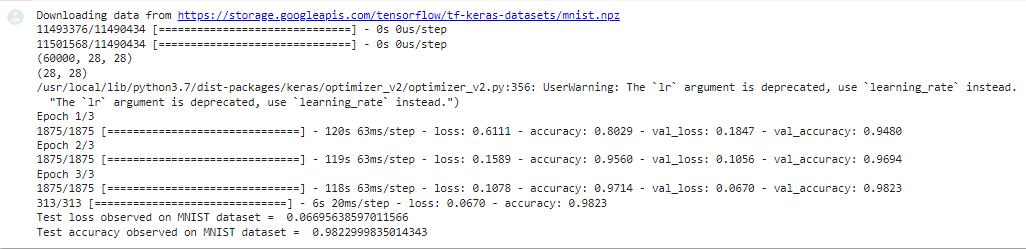 Downloading data from https://storage.googleapis.com/tensorflow/tf-keras-datasets/mnist.npz
11493376/11490434 [==============================] - 0s 0us/step
11501568/11490434 [==============================] - 0s 0us/step
(60000, 28, 28)
(28, 28)
/usr/local/lib/python3.7/dist-packages/keras/optimizer_v2/optimizer_v2.py:356: UserWarning: The `lr` argument is deprecated, use `learning_rate` instead.
  "The `lr` argument is deprecated, use `learning_rate` instead.")
Epoch 1/3
1875/1875 [==============================] - 120s 63ms/step - loss: 0.6111 - accuracy: 0.8029 - val_loss: 0.1847 - val_accuracy: 0.9480
Epoch 2/3
1875/1875 [==============================] - 119s 63ms/step - loss: 0.1589 - accuracy: 0.9560 - val_loss: 0.1056 - val_accuracy: 0.9694
Epoch 3/3
1875/1875 [==============================] - 118s 63ms/step - loss: 0.1078 - accuracy: 0.9714 - val_loss: 0.0670 - val_accuracy: 0.9823
313/313 [==============================] - 6s 20ms/step - loss: 0.0670 - accuracy: 0.9823
Test loss observed on MNIST dataset =  0.06695638597011566
Test accuracy observed on MNIST dataset =  0.9822999835014343